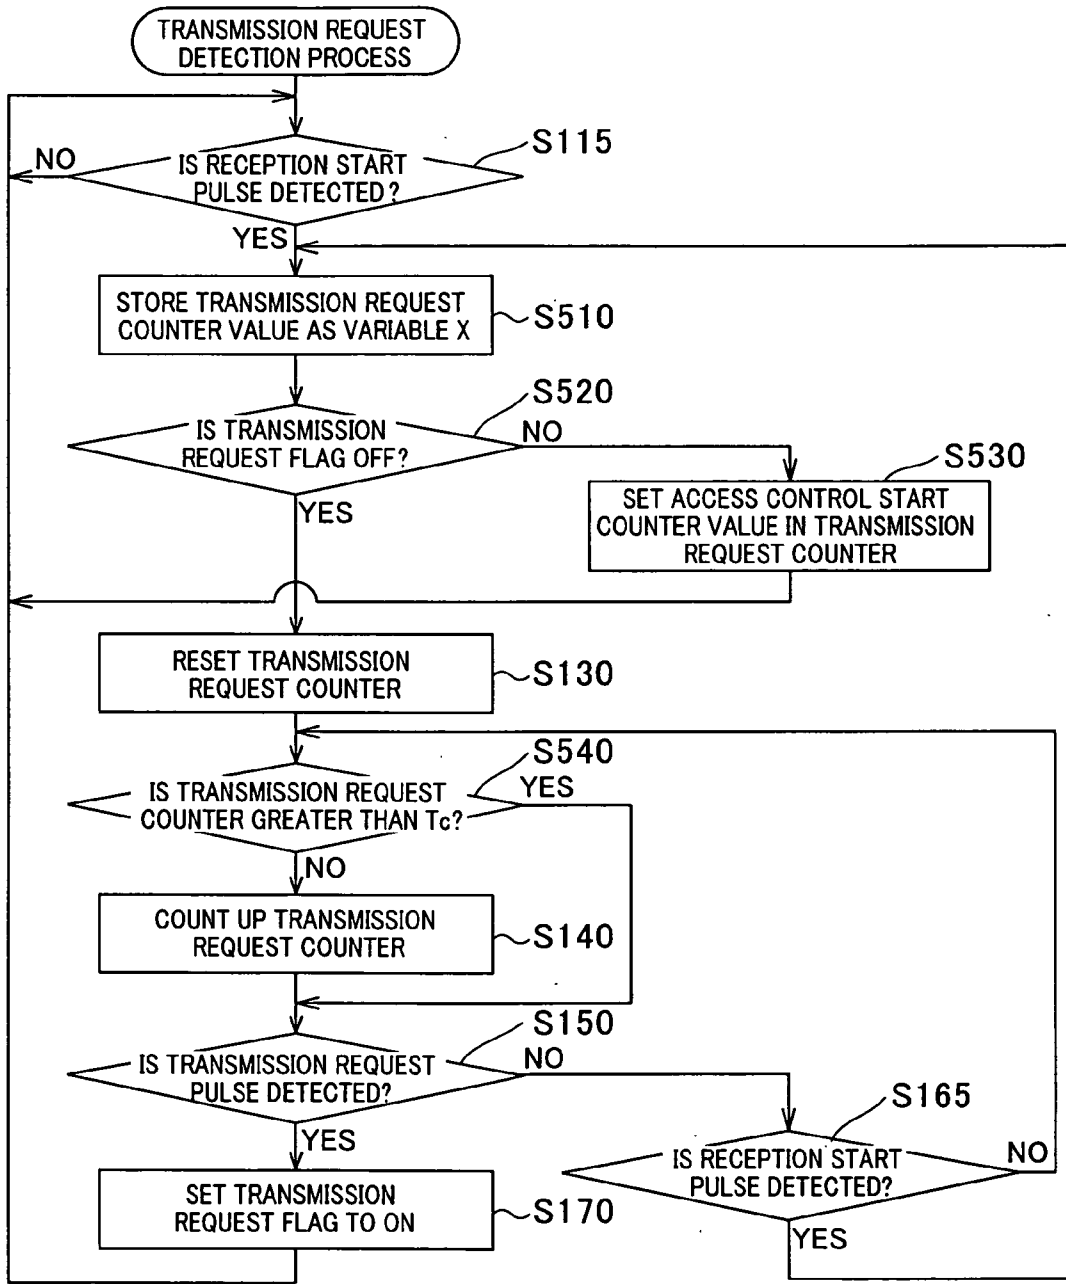 TRANSMISSION REQUEST
DETECTION PROCESS
S115
NO
IS RECEPTION START
PULSE DETECTED?
YES
STORE TRANSMISSION REQUEST
COUNTER VALUE AS VARIABLE X
S510
S520
IS TRANSMISSION
REQUEST FLAG OFF?
NO
YES
S530
SET ACCESS CONTROL START
COUNTER VALUE IN TRANSMISSION
REQUEST COUNTER
RESET TRANSMISSION
REQUEST COUNTER
S130
S540
IS TRANSMISSION REQUEST
COUNTER GREATER THAN Tc?
YES
NO
COUNT UP TRANSMISSION
REQUEST COUNTER
S140
S150
IS TRANSMISSION REQUEST
PULSE DETECTED?
NO
YES
S165
IS RECEPTION START
PULSE DETECTED?
NO
YES
SET TRANSMISSION
REQUEST FLAG TO ON
S170